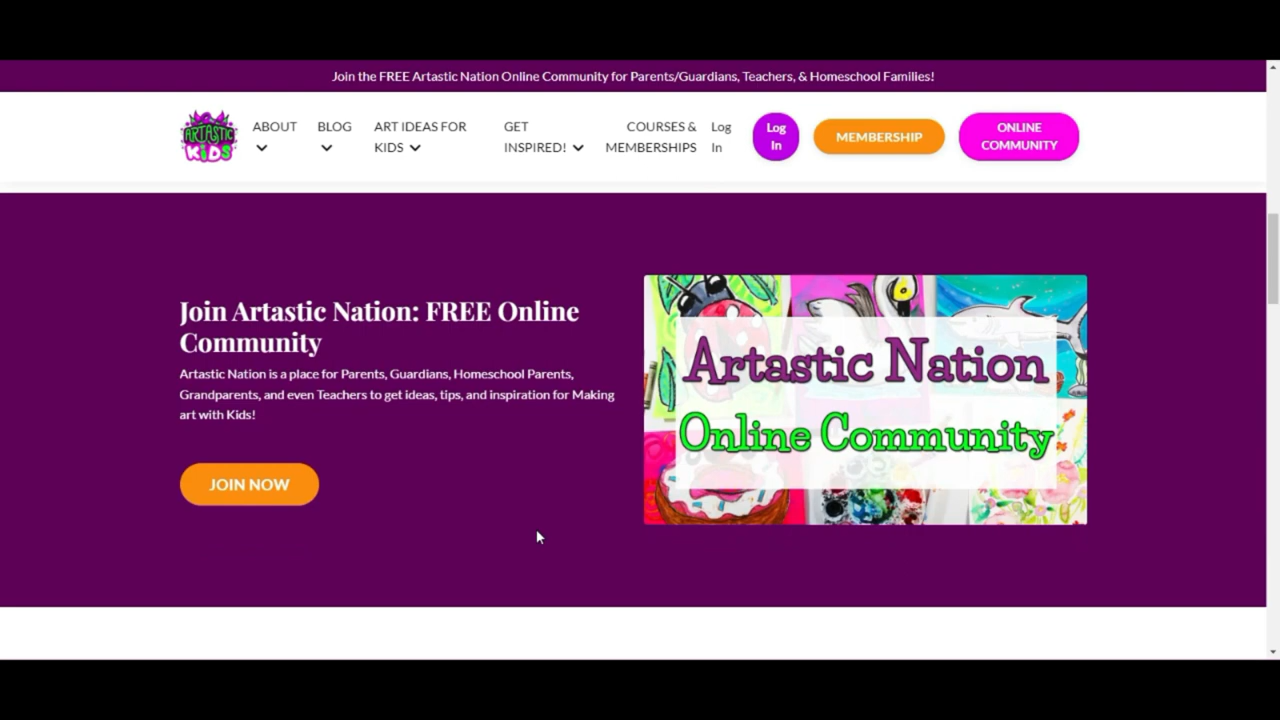 Join the FREE Artastic Nation Online Community for Parents/Guardians, Teachers, & Homeschool Families!
ARTASTIC
KIDS
ABOUT
BLOG
ART IDEAS FOR
KIDS
GET
INSPIRED!
COURSES &
MEMBERSHIPS
Log
In
Log
In
MEMBERSHIP
ONLINE
COMMUNITY
Join Artastic Nation: FREE Online
Community
Artastic Nation is a place for Parents, Guardians, Homeschool Parents,
Grandparents, and even Teachers to get ideas, tips, and inspiration for Making
art with Kids!
JOIN NOW
Artastic Nation
Online Community